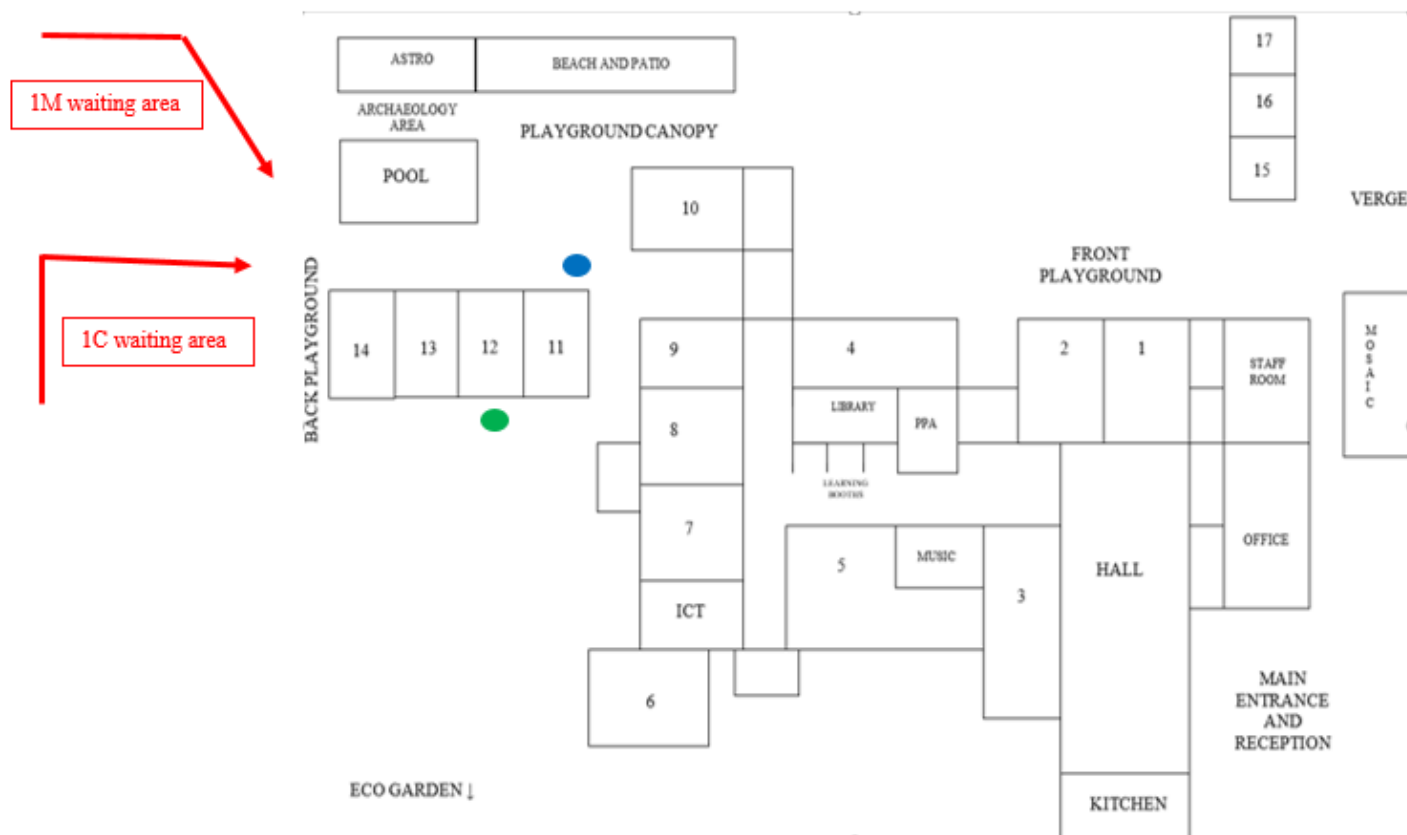 1M waiting area
1C waiting area
ASTRO
BEACH AND PATIO
ARCHAEOLOGY
AREA
PLAYGROUND CANOPY
POOL
BACK PLAYGROUND
14
13
12
11
10
9
8
7
ICT
6
4
LIBRARY
PPA
LEARNING
BOOTHS
5
MUSIC
3
2
1
STAFF
ROOM
HALL
OFFICE
KITCHEN
17
16
15
VERGE
FRONT
PLAYGROUND
MOSAIC
MAIN
ENTRANCE
AND
RECEPTION
ECO GARDEN ↓